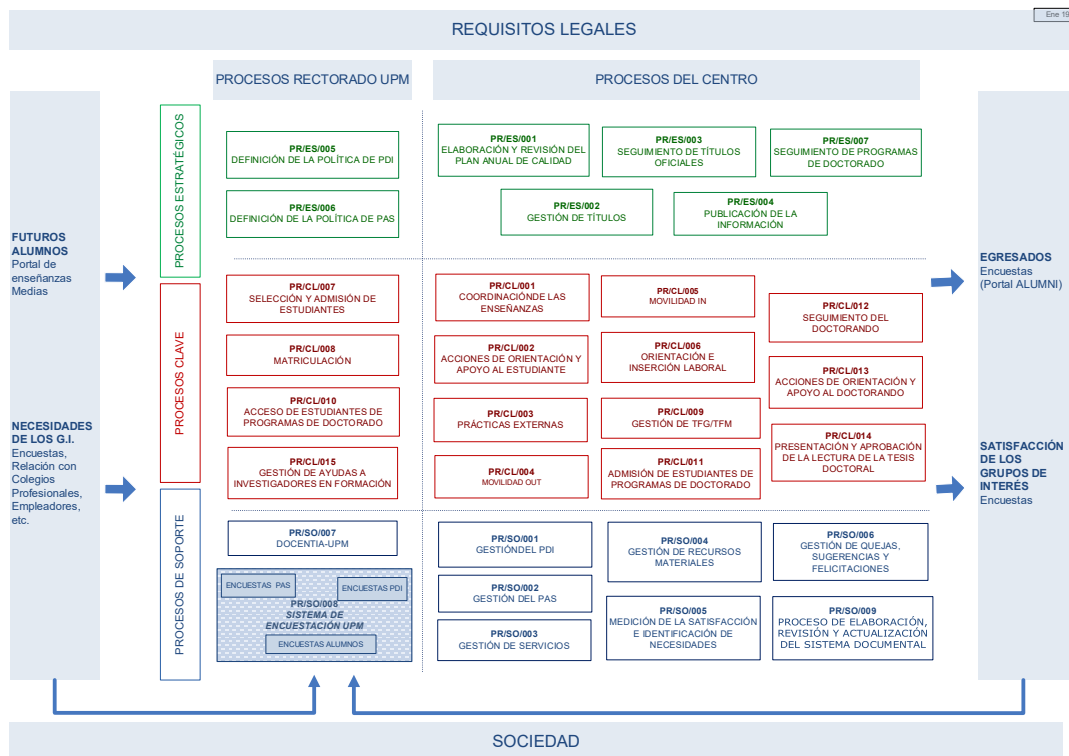 Ene 19
REQUISITOS LEGALES
PROCESOS RECTORADO UPM
PROCESOS DEL CENTRO
FUTUROS
ALUMNOS
Portal de
enseñanzas
Medias
NECESIDADES
DE LOS G.I.
Encuestas,
Relación con
Colegios
Profesionales,
Empleadores,
etc.
PROCESOS ESTRATÉGICOS
PR/ES/005
DEFINICIÓN DE LA POLÍTICA DE PDI
PR/ES/006
DEFINICIÓN DE LA POLÍTICA DE PAS
PR/ES/001
ELABORACIÓN Y REVISIÓN DEL
PLAN ANUAL DE CALIDAD
PR/ES/003
SEGUIMIENTO DE TÍTULOS
OFICIALES
PR/ES/007
SEGUIMIENTO DE PROGRAMAS
DE DOCTORADO
PR/ES/002
GESTIÓN DE TÍTULOS
PR/ES/004
PUBLICACIÓN DE LA
INFORMACIÓN
PROCESOS CLAVE
PR/CL/007
SELECCIÓN Y ADMISIÓN DE
ESTUDIANTES
PR/CL/008
MATRICULACIÓN
PR/CL/010
ACCESO DE ESTUDIANTES DE
PROGRAMAS DE DOCTORADO
PR/CL/015
GESTIÓN DE AYUDAS A
INVESTIGADORES EN FORMACIÓN
PR/CL/001
COORDINACIÓNDE LAS
ENSEÑANZAS
PR/CL/002
ACCIONES DE ORIENTACIÓN Y
APOYO AL ESTUDIANTE
PR/CL/003
PRÁCTICAS EXTERNAS
PR/CL/004
MOVILIDAD OUT
PR/CL/005
MOVILIDAD IN
PR/CL/006
ORIENTACIÓN E
INSERCIÓN LABORAL
PR/CL/009
GESTIÓN DE TFG/TFM
PR/CL/011
ADMISIÓN DE ESTUDIANTES DE
PROGRAMAS DE DOCTORADO
PR/CL/012
SEGUIMIENTO DEL
DOCTORANDO
PR/CL/013
ACCIONES DE ORIENTACIÓN Y
APOYO AL DOCTORANDO
PR/CL/014
PRESENTACIÓN Y APROBACIÓN
DE LA LECTURA DE LA TESIS
DOCTORAL
PROCESOS DE SOPORTE
PR/SO/007
DOCENTIA-UPM
ENCUESTAS PAS
ENCUESTAS PDI
PR/SO/008
SISTEMA DE
ENCUESTACIÓN UPM
ENCUESTAS ALUMNOS
PR/SO/001
GESTIÓNDEL PDI
PR/SO/002
GESTIÓN DEL PAS
PR/SO/003
GESTIÓN DE SERVICIOS
PR/SO/004
GESTIÓN DE RECURSOS
MATERIALES
PR/SO/005
MEDICIÓN DE LA SATISFACCIÓN
E IDENTIFICACIÓN DE
NECESIDADES
PR/SO/006
GESTIÓN DE QUEJAS,
SUGERENCIAS Y
FELICITACIONES
PR/SO/009
PROCESO DE ELABORACIÓN,
REVISIÓN Y ACTUALIZACIÓN
DEL SISTEMA DOCUMENTAL
EGRESADOS
Encuestas
(Portal ALUMNI)
SATISFACCIÓN
DE LOS
GRUPOS DE
INTERÉS
Encuestas
SOCIEDAD